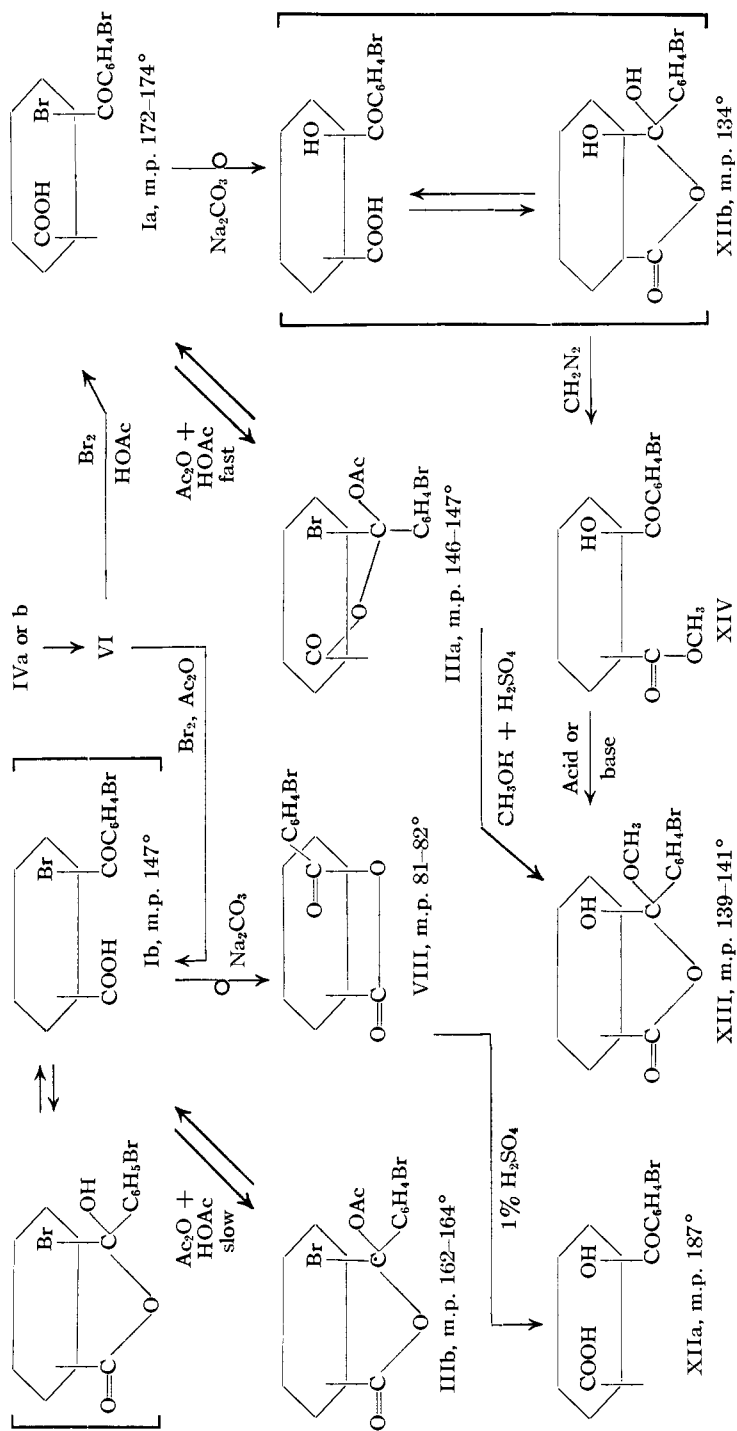 Br
OH
C
C₆H₅Br
O=C
O
Br
COOH
COC₆H₄Br
Ib, m.p. 147°
IVa or b
VI
Br₂
HOAc
COOH
Br
COC₆H₄Br
Ia, m.p. 172–174°
Ac₂O +
HOAc
slow
Na₂CO₃
Br₂, Ac₂O
Ac₂O +
HOAc
fast
Na₂CO₃
Br
OAc
C
C₆H₄Br
O=C
O
IIIb, m.p. 162–164°
C₆H₄Br
O=C
O=C
O
VIII, m.p. 81–82°
CO
Br
O
OAc
C
C₆H₄Br
IIIa, m.p. 146–147°
HO
COOH
COC₆H₄Br
1% H₂SO₄
CH₃OH + H₂SO₄
HO
OH
C
C₆H₄Br
O=C
O
XIIb, m.p. 134°
CH₂N₂
COOH
OH
COC₆H₄Br
XIIa, m.p. 187°
OH
OCH₃
C
C₆H₄Br
O=C
O
XIII, m.p. 139–141°
Acid or
base
HO
O=C
COC₆H₄Br
OCH₃
XIV